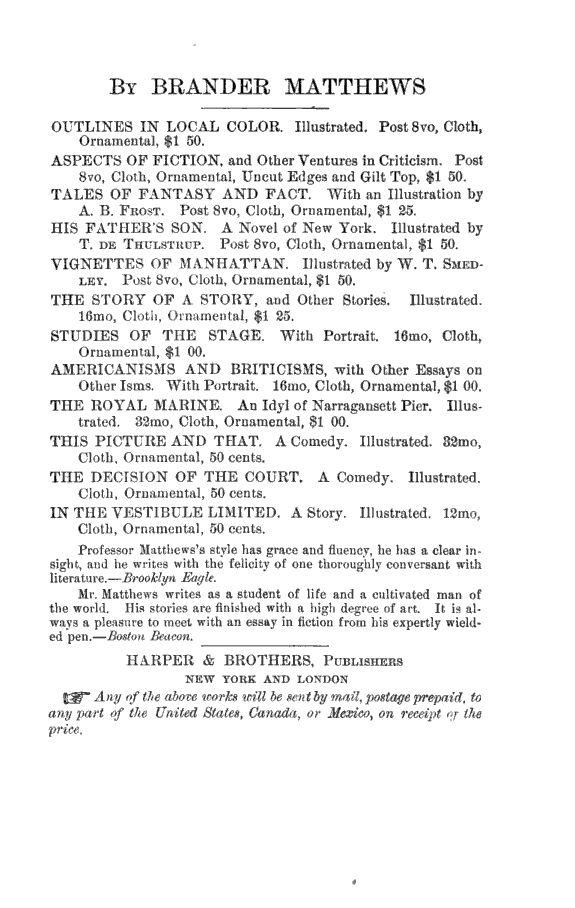 By BRANDER MATTHEWS
OUTLINES IN LOCAL COLOR. Illustrated. Post 8vo, Cloth,
Ornamental, $1 50.
ASPECTS OF FICTION, and Other Ventures in Criticism. Post
8vo, Cloth, Ornamental, Uncut Edges and Gilt Top, $1 50.
TALES OF FANTASY AND FACT. With an Illustration by
A. B. Frost. Post 8vo, Cloth, Ornamental, $1 25.
HIS FATHER'S SON. A Novel of New York. Illustrated by
T. de Thulstrup. Post 8vo, Cloth, Ornamental, $1 50.
VIGNETTES OF MANHATTAN. Illustrated by W. T. Smed-
ley. Post 8vo, Cloth, Ornamental, $1 50.
THE STORY OF A STORY, and Other Stories. Illustrated.
16mo, Cloth, Ornamental, $1 25.
STUDIES OF THE STAGE. With Portrait. 16mo, Cloth,
Ornamental, $1 00.
AMERICANISMS AND BRITICISMS, with Other Essays on
Other Isms. With Portrait. 16mo, Cloth, Ornamental, $1 00.
THE ROYAL MARINE. An Idyl of Narragansett Pier. Illus-
trated. 32mo, Cloth, Ornamental, $1 00.
THIS PICTURE AND THAT. A Comedy. Illustrated. 32mo,
Cloth, Ornamental, 50 cents.
THE DECISION OF THE COURT. A Comedy. Illustrated.
Cloth, Ornamental, 50 cents.
IN THE VESTIBULE LIMITED. A Story. Illustrated. 12mo,
Cloth, Ornamental, 50 cents.
Professor Matthews's style has grace and fluency, he has a clear in-
sight, and he writes with the felicity of one thoroughly conversant with
literature.—Brooklyn Eagle.
Mr. Matthews writes as a student of life and a cultivated man of
the world. His stories are finished with a high degree of art. It is al-
ways a pleasure to meet with an essay in fiction from his expertly wield-
ed pen.—Boston Beacon.
HARPER & BROTHERS, Publishers
NEW YORK AND LONDON
☞ Any of the above works will be sent by mail, postage prepaid, to
any part of the United States, Canada, or Mexico, on receipt of the
price.